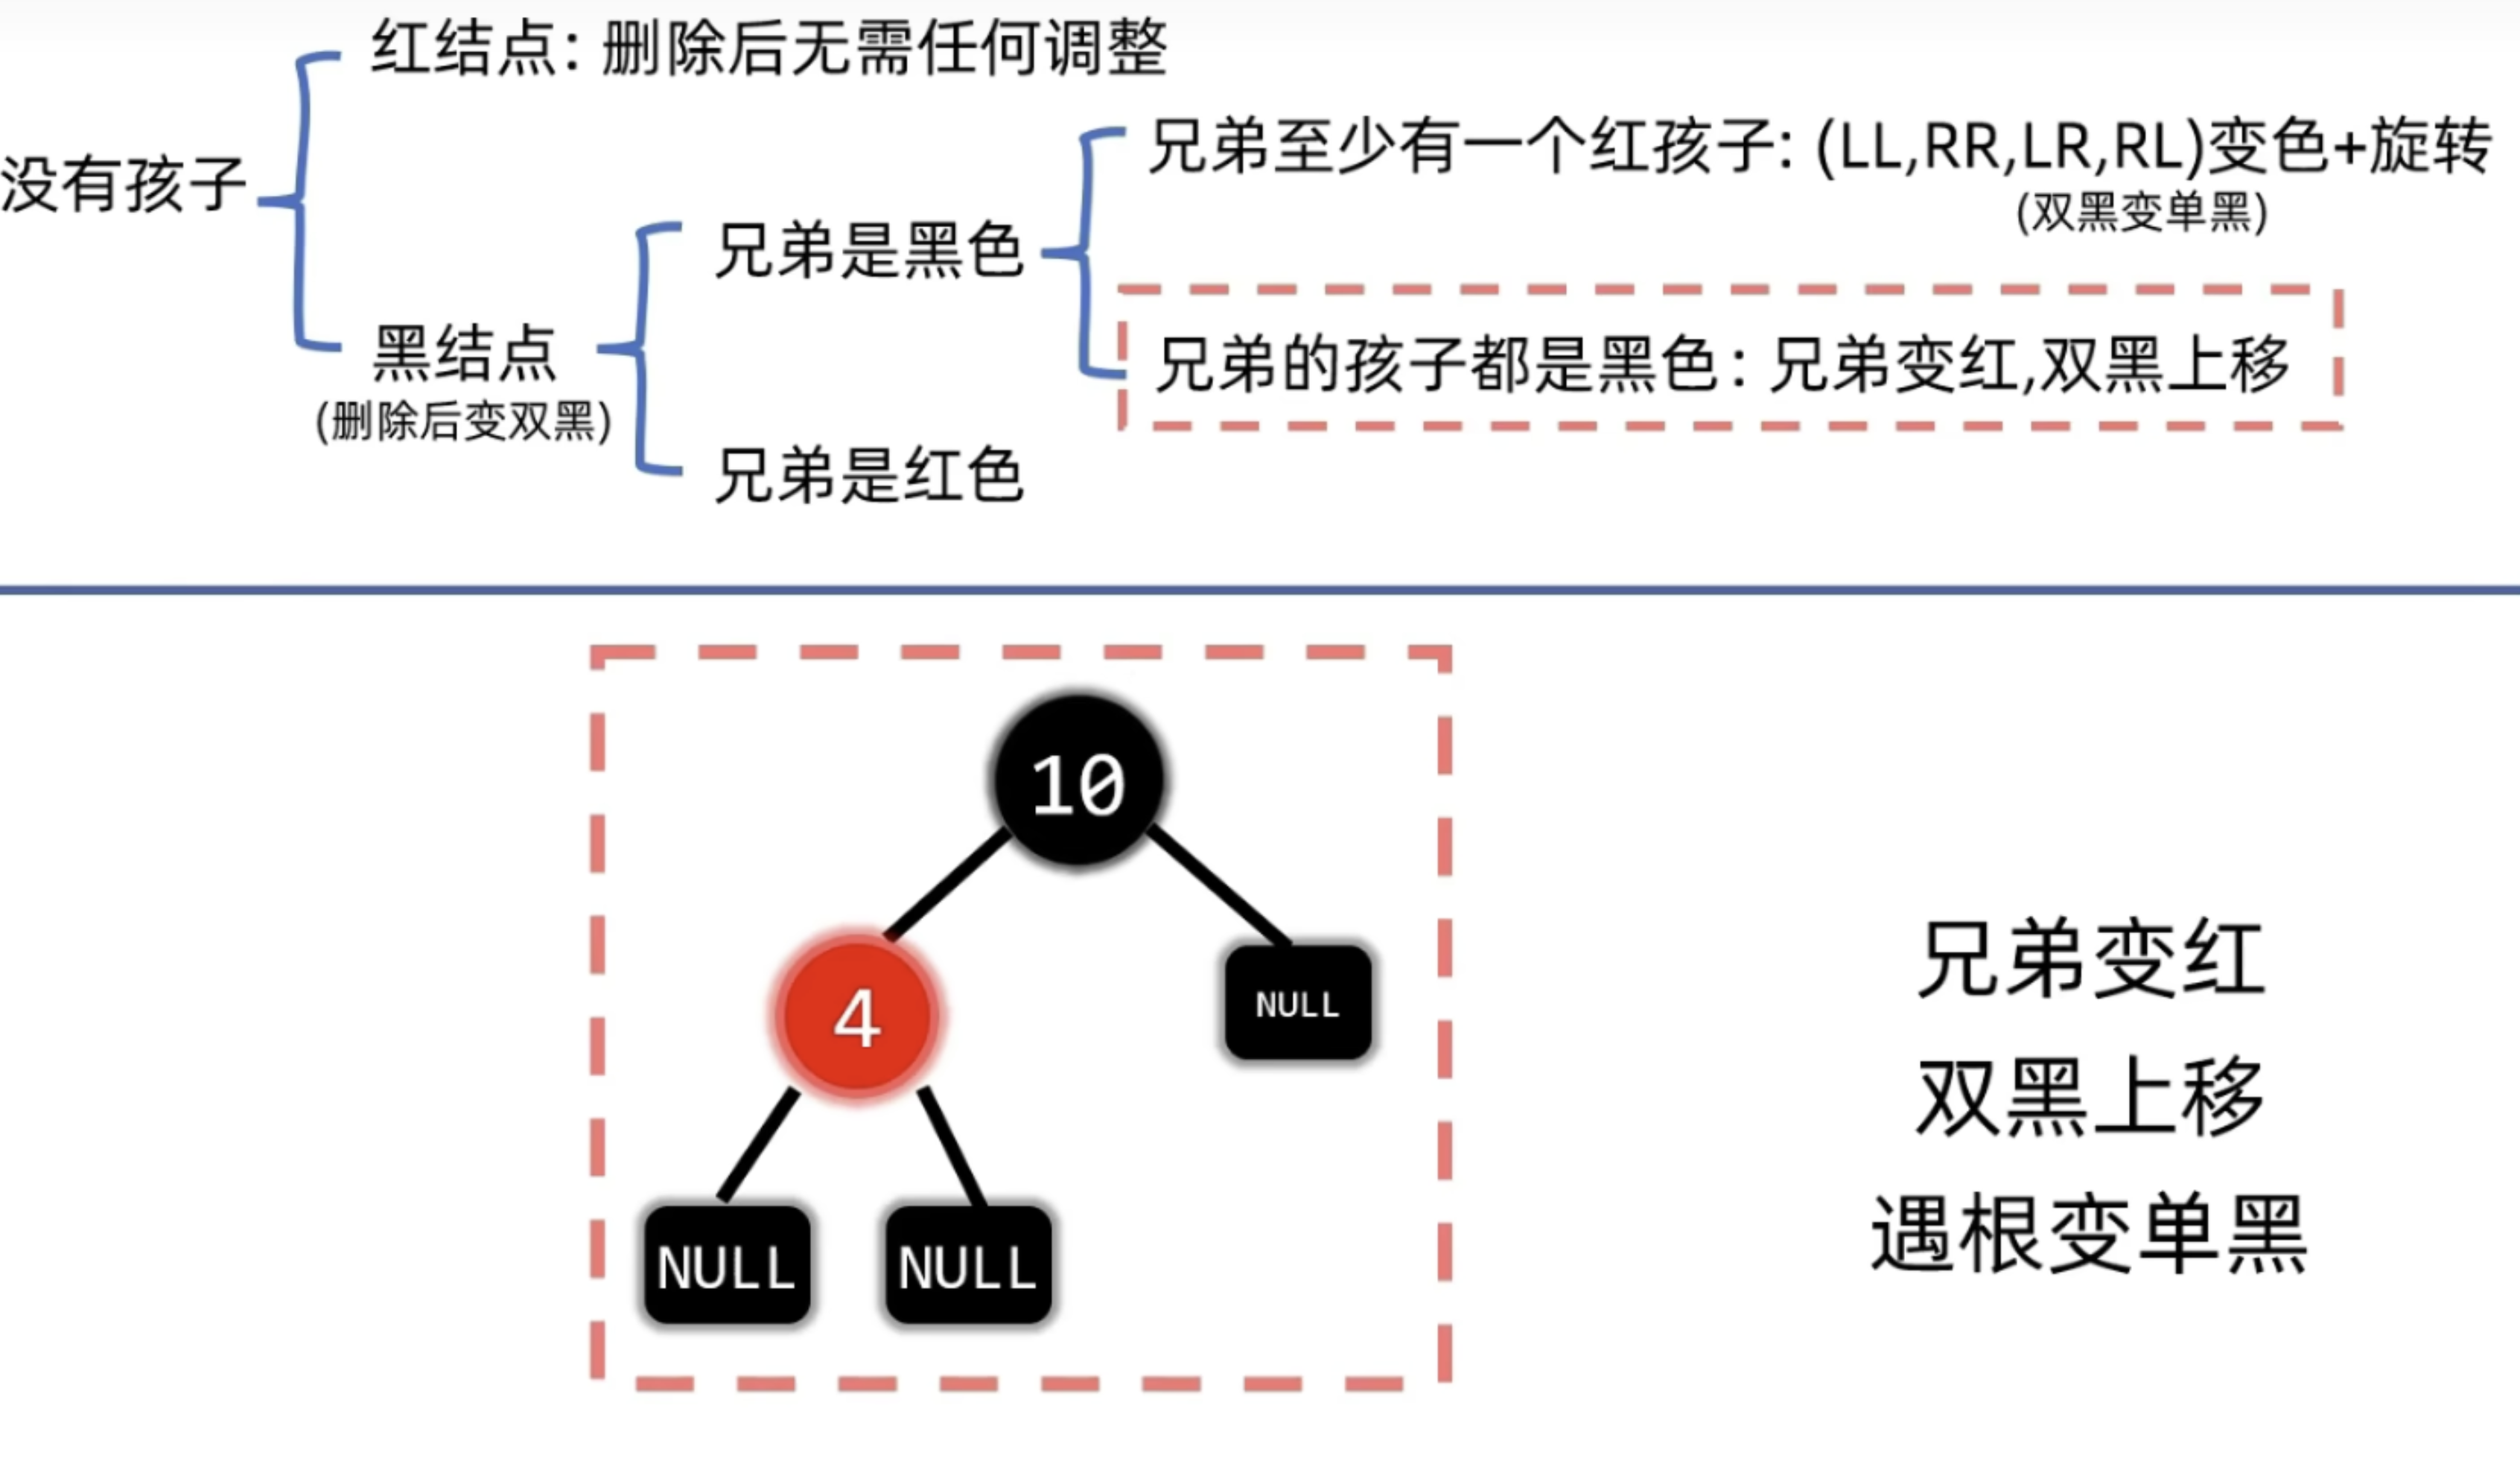 红结点：删除后无需任何调整
兄弟至少有一个红孩子: (LL,RR,LR,RL)变色+旋转
(双黑变单黑)
没有孩子
兄弟是黑色
兄弟的孩子都是黑色：兄弟变红,双黑上移
黑结点
(删除后变双黑)
兄弟是红色
10
4
NULL
NULL
NULL
兄弟变红
双黑上移
遇根变单黑